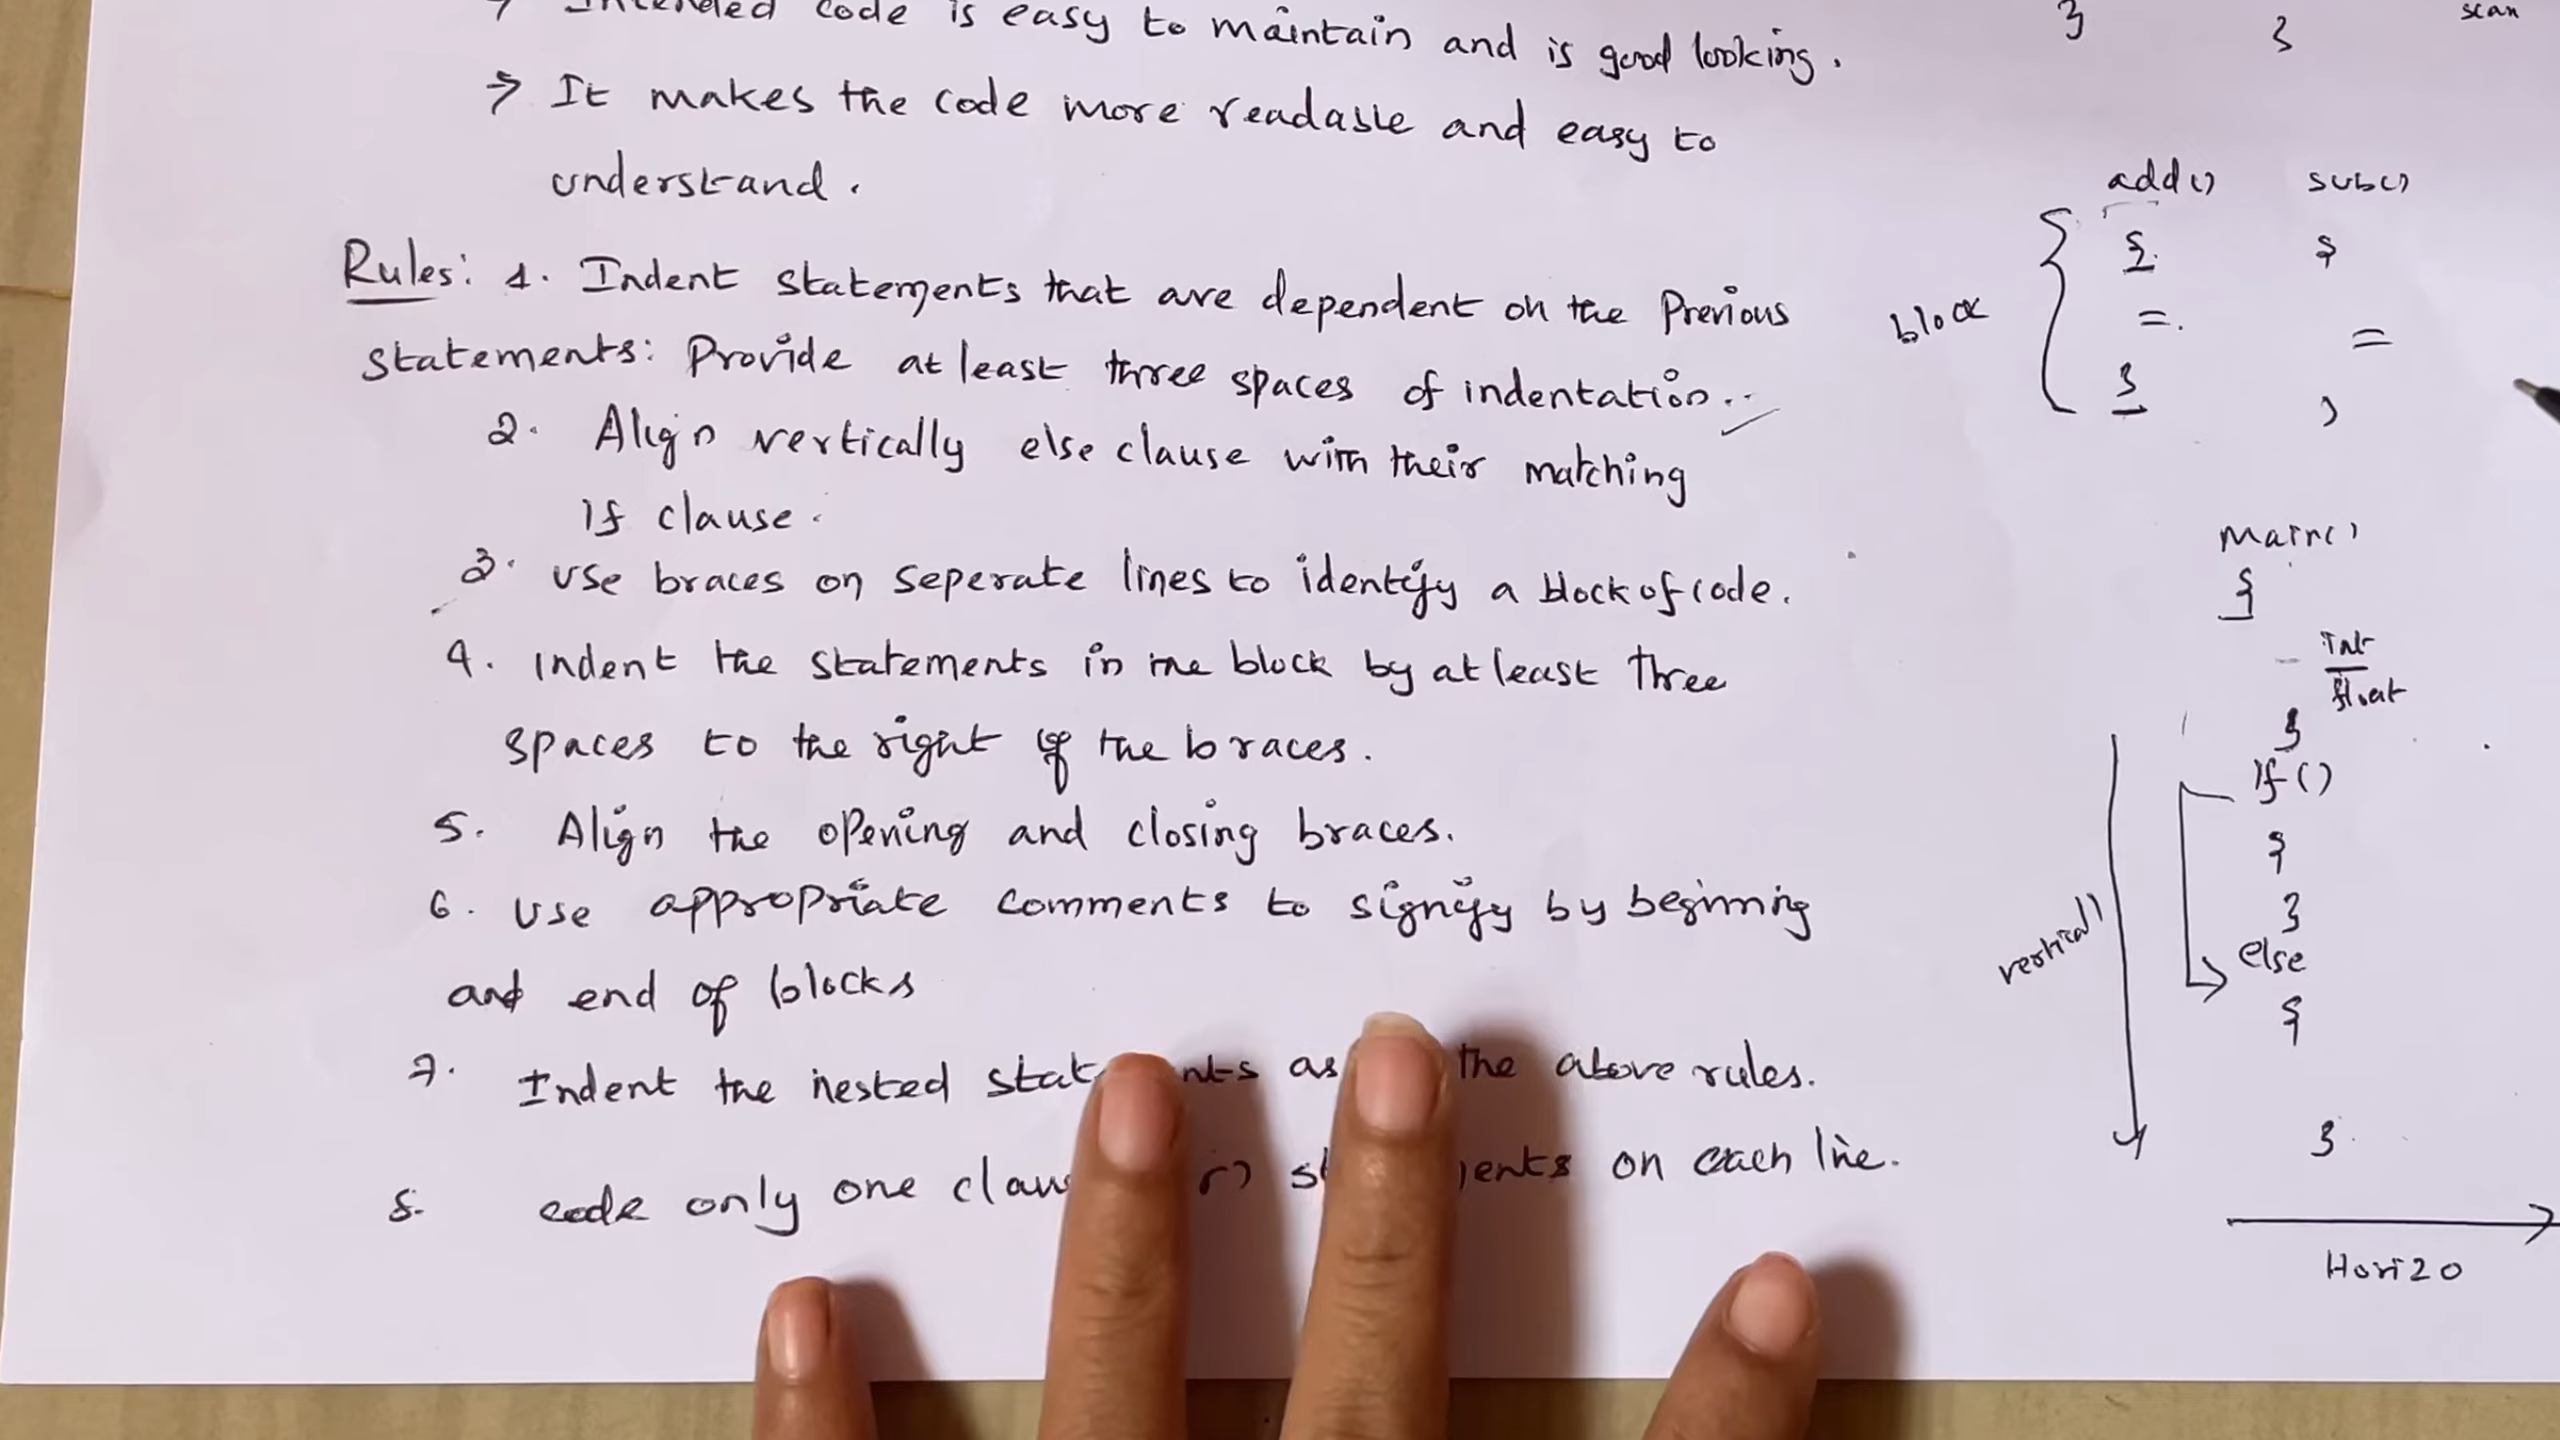 → Intended code is easy to maintain and is good looking.
→ It makes the code more readable and easy to
understand.
Rules: 1. Indent statements that are dependent on the Previous
statements: Provide at least three spaces of indentation..
2. Align vertically else clause with their matching
if clause.
3. use braces on seperate lines to identify a block of code.
4. indent the statements in the block by at least three
spaces to the right of the braces.
5. Align the opening and closing braces.
6. use appropriate comments to signify by beginning
and end of blocks
7. Indent the nested as the above rules.
8. code only one on each line.
} } scan
add() sub()
{ {
block = =
} }
main()
{
int
float
}
if()
{
}
else
{
}
vertical
Horizo